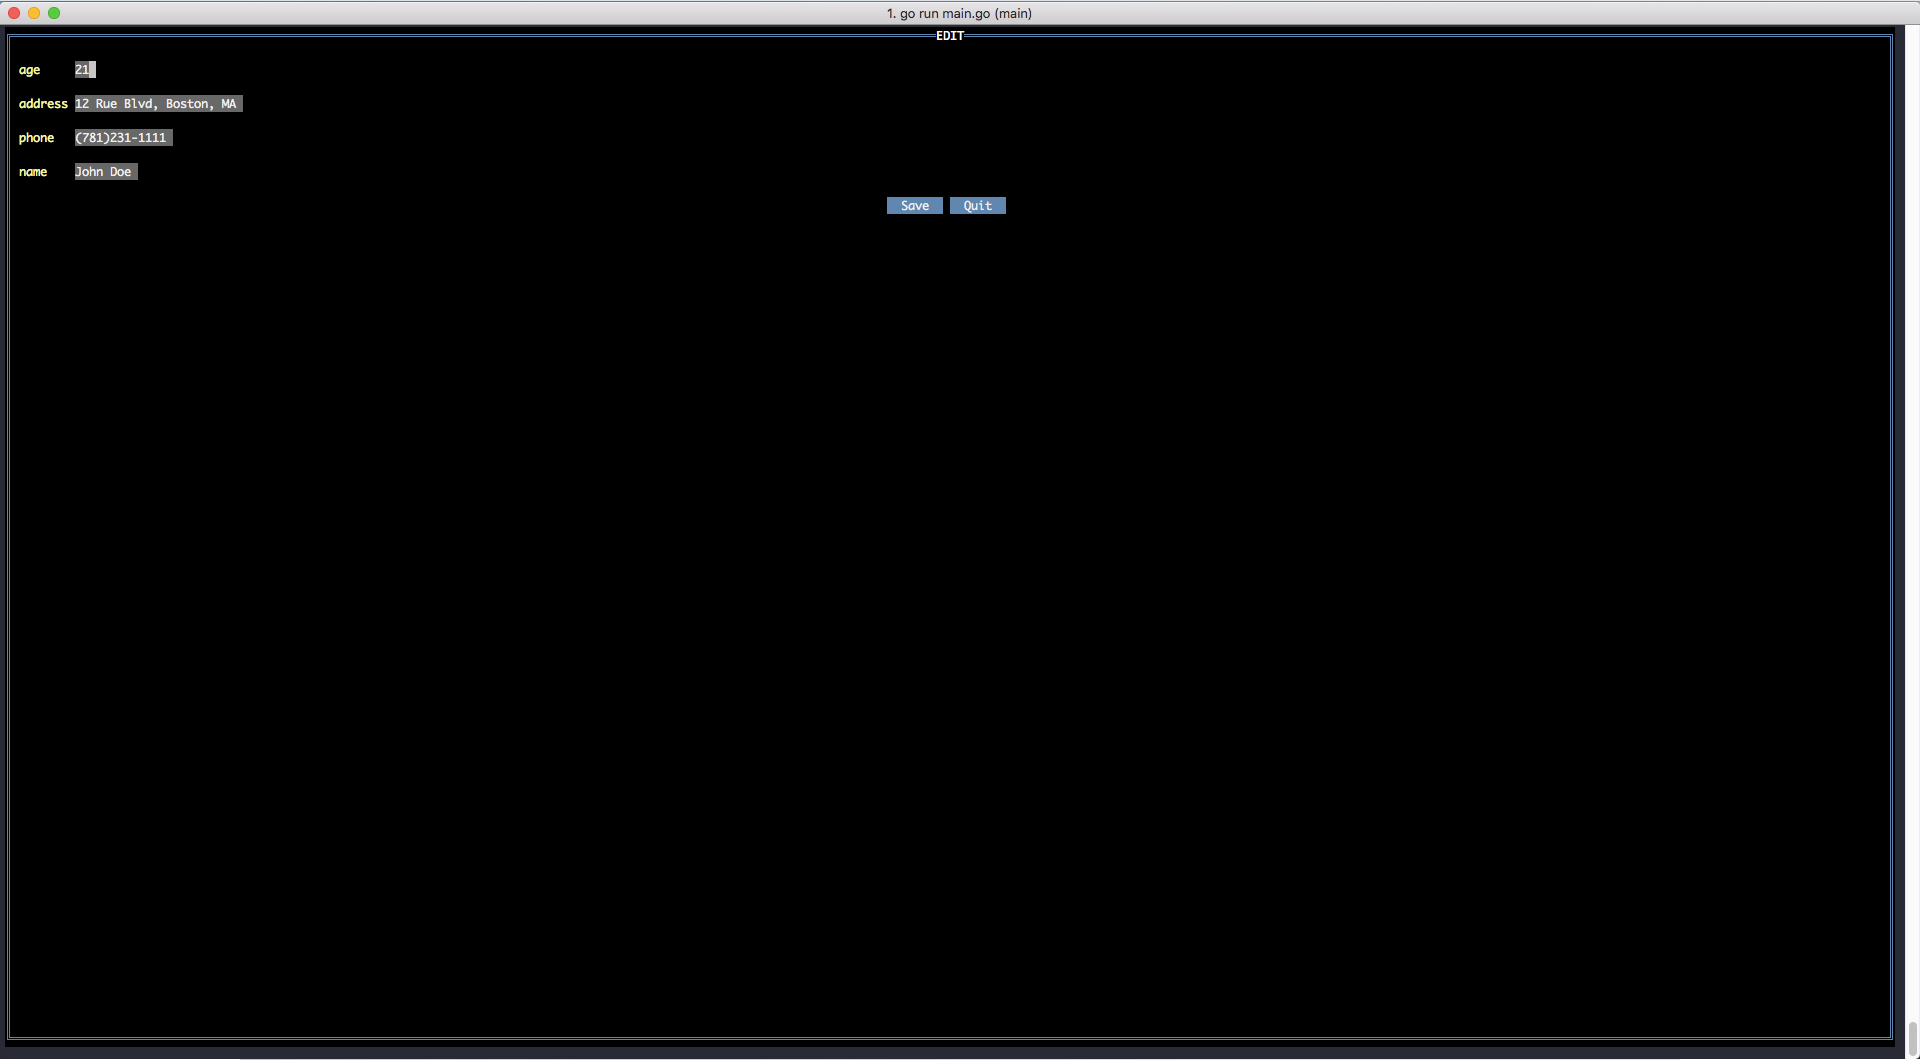 1. go run main.go (main)
EDIT
age 21
address 12 Rue Blvd, Boston, MA
phone (781)231-1111
name John Doe
Save Quit